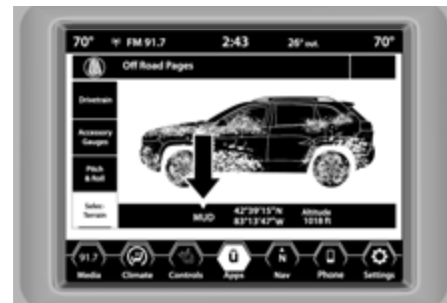 70° FM 91.7 2:43 26° out. 70°
Off Road Pages
Drivetrain
Accessory
Gauges
Pitch
& Roll
Selec-
Terrain
MUD
42°39'15"N
83°13'47"W
Altitude
1018 ft
91.7
N
Media Climate Controls Apps Nav Phone Settings